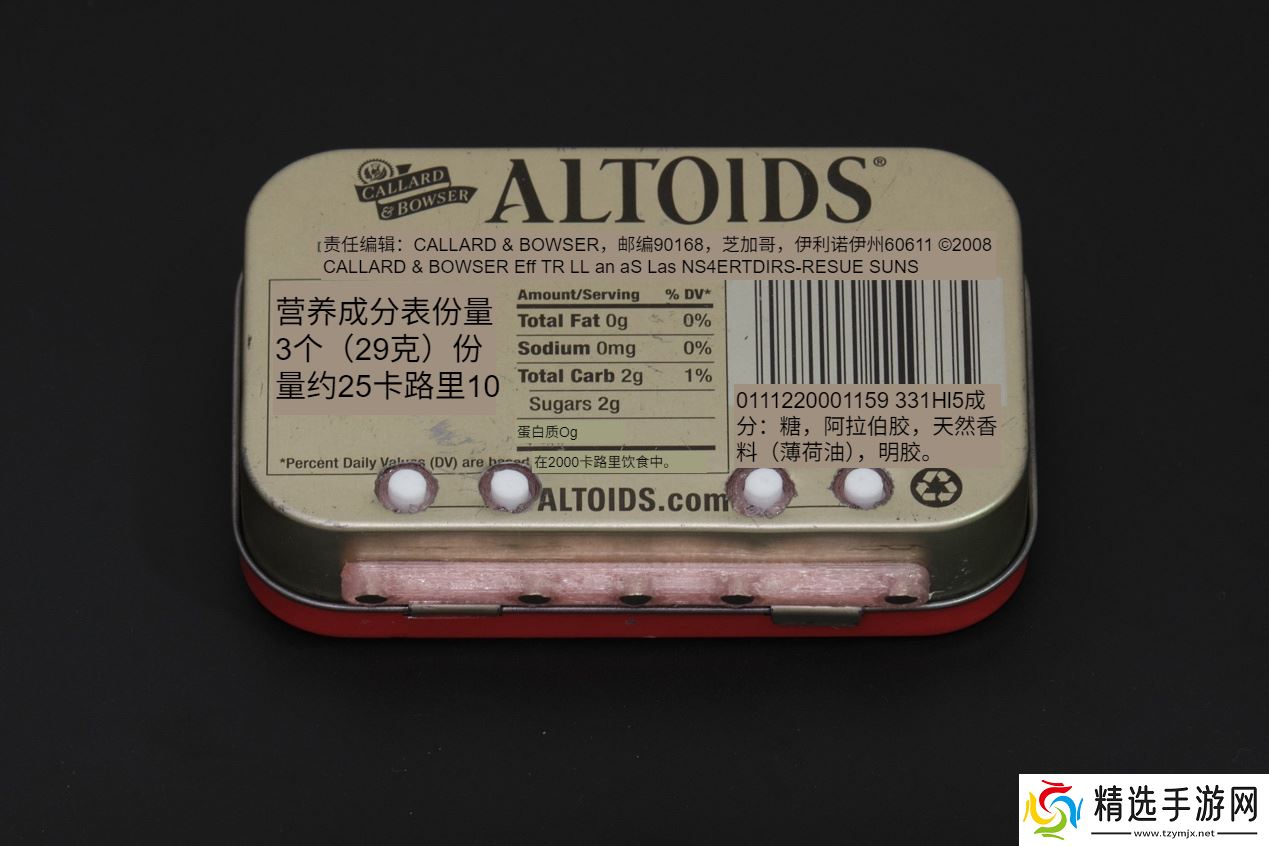 CALLARD
& BOWSER
ALTOIDS®
责任编辑：CALLARD & BOWSER，邮编90168，芝加哥，伊利诺伊州60611 ©2008
CALLARD & BOWSER Eff TR LL an aS Las NS4ERTDIRS-RESUE SUNS
营养成分表份量
3个（29克）份
量约25卡路里10
Amount/Serving % DV*
Total Fat 0g 0%
Sodium 0mg 0%
Total Carb 2g 1%
Sugars 2g
蛋白质Og
*Percent Daily Values (DV) are based 在2000卡路里饮食中。
0111220001159 331HI5成
分：糖，阿拉伯胶，天然香
料（薄荷油），明胶。
ALTOIDS.com
精选手游网
www.tzymjx.net